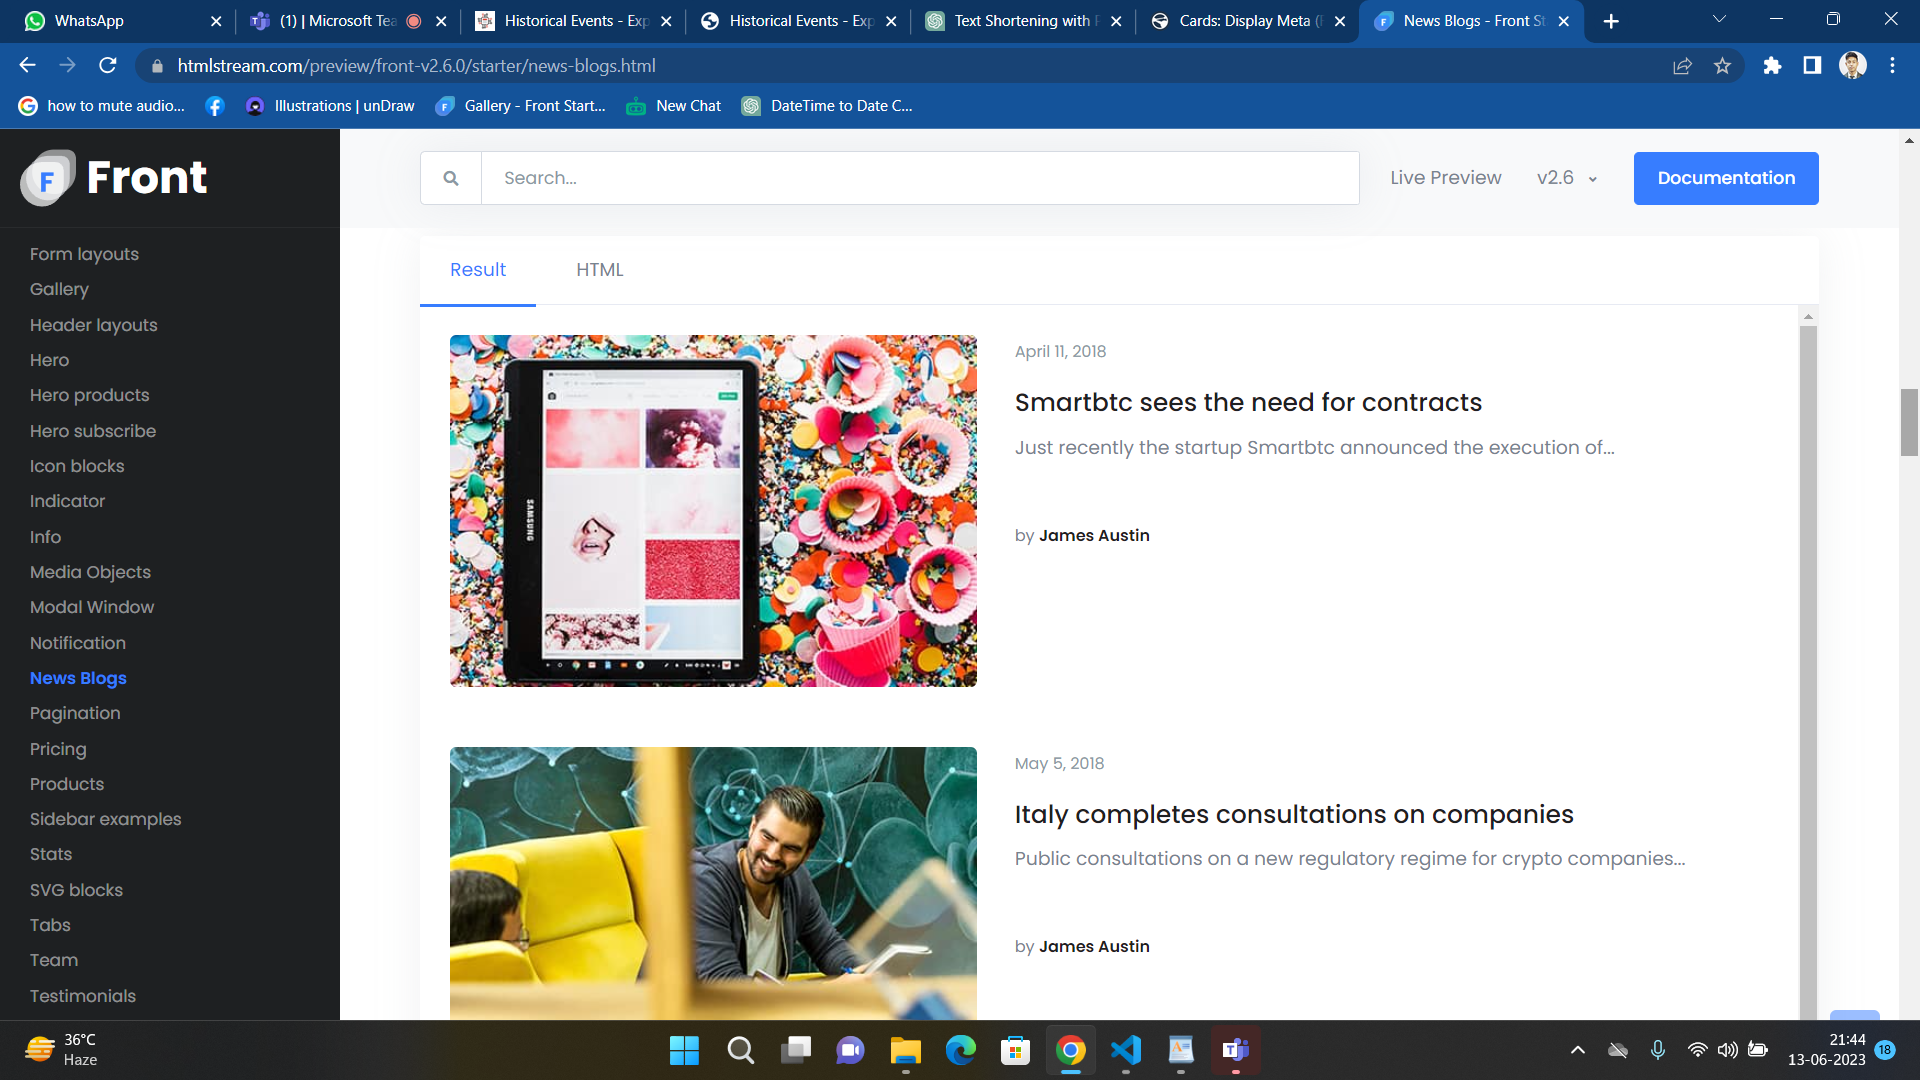 WhatsApp
(1) | Microsoft Tea
Historical Events - Exp
Historical Events - Exp
Text Shortening with F
Cards: Display Meta (F
News Blogs - Front St
htmlstream.com/preview/front-v2.6.0/starter/news-blogs.html
how to mute audio...
Illustrations | unDraw
Gallery - Front Start...
New Chat
DateTime to Date C...
F Front
Search...
Live Preview
v2.6
Documentation
Form layouts
Gallery
Header layouts
Hero
Hero products
Hero subscribe
Icon blocks
Indicator
Info
Media Objects
Modal Window
Notification
News Blogs
Pagination
Pricing
Products
Sidebar examples
Stats
SVG blocks
Tabs
Team
Testimonials
Result
HTML
SAMSUNG
April 11, 2018
Smartbtc sees the need for contracts
Just recently the startup Smartbtc announced the execution of...
by James Austin
May 5, 2018
Italy completes consultations on companies
Public consultations on a new regulatory regime for crypto companies...
by James Austin
36°C
Haze
21:44
13-06-2023
18